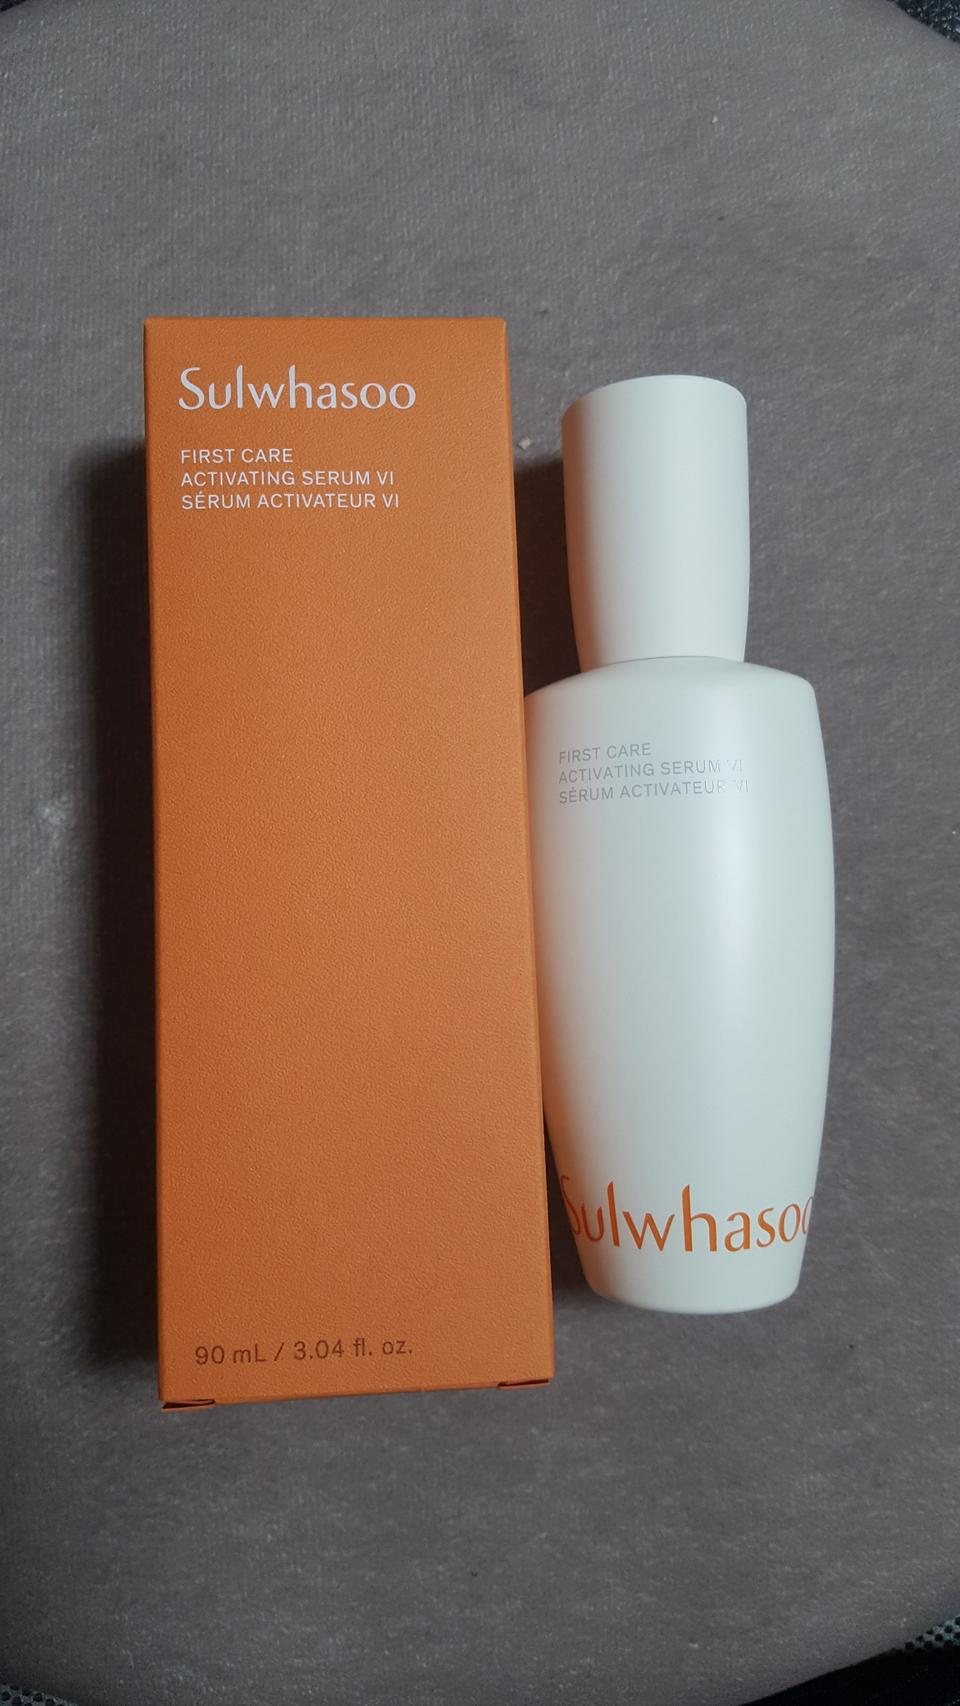 Sulwhasoo
FIRST CARE
ACTIVATING SERUM VI
SÉRUM ACTIVATEUR VI
90 mL / 3.04 fl. oz.
FIRST CARE
ACTIVATING SERUM VI
SÉRUM ACTIVATEUR VI
Sulwhasoo